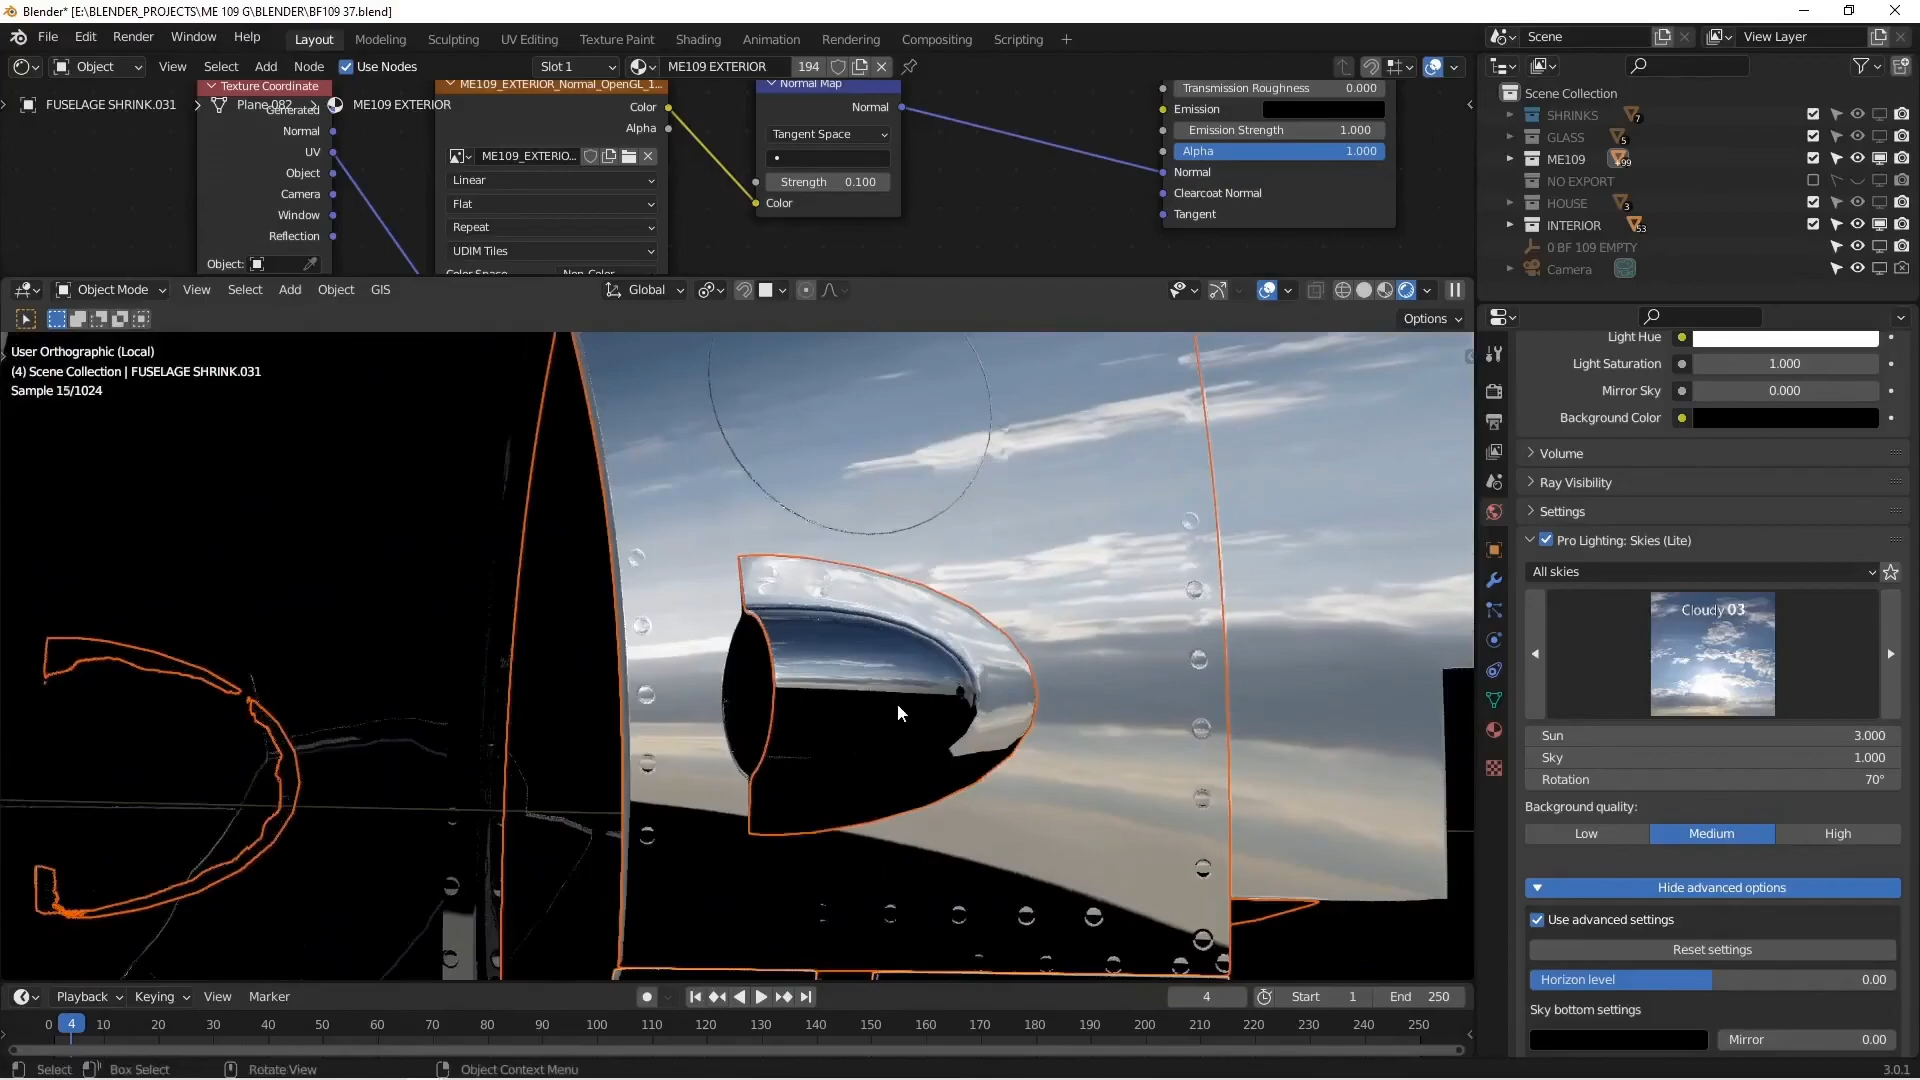 Blender* [E:\BLENDER_PROJECTS\ME 109 G\BLENDER\BF109 37.blend]
File Edit Render Window Help Layout Modeling Sculpting UV Editing Texture Paint Shading Animation Rendering Compositing Scripting + Scene View Layer
Object View Select Add Node Use Nodes Slot 1 ME109 EXTERIOR 194
FUSELAGE SHRINK.031 > Plane.082 > ME109 EXTERIOR
Texture Coordinate
Generated
Normal
UV
Object
Camera
Window
Reflection
Object:
ME109_EXTERIOR_Normal_OpenGL_1...
Color
Alpha
ME109_EXTERIO...
Linear
Flat
Repeat
UDIM Tiles
Color Space Non-Color
Normal Map
Normal
Tangent Space
Strength 0.100
Color
Transmission Roughness 0.000
Emission
Emission Strength 1.000
Alpha 1.000
Normal
Clearcoat Normal
Tangent
Scene Collection
SHRINKS 7
GLASS 5
ME109 +99
NO EXPORT
HOUSE 3
INTERIOR 53
0 BF 109 EMPTY
Camera
Object Mode View Select Add Object GIS Global
Options
User Orthographic (Local)
(4) Scene Collection | FUSELAGE SHRINK.031
Sample 15/1024
Light Hue
Light Saturation 1.000
Mirror Sky 0.000
Background Color
Volume
Ray Visibility
Settings
Pro Lighting: Skies (Lite)
All skies
Cloudy 03
Sun 3.000
Sky 1.000
Rotation 70°
Background quality:
Low Medium High
Hide advanced options
Use advanced settings
Reset settings
Horizon level 0.00
Sky bottom settings
Mirror 0.00
Playback Keying View Marker 4 Start 1 End 250
0 4 10 20 30 40 50 60 70 80 90 100 110 120 130 140 150 160 170 180 190 200 210 220 230 240 250
Select Box Select Rotate View Object Context Menu 3.0.1